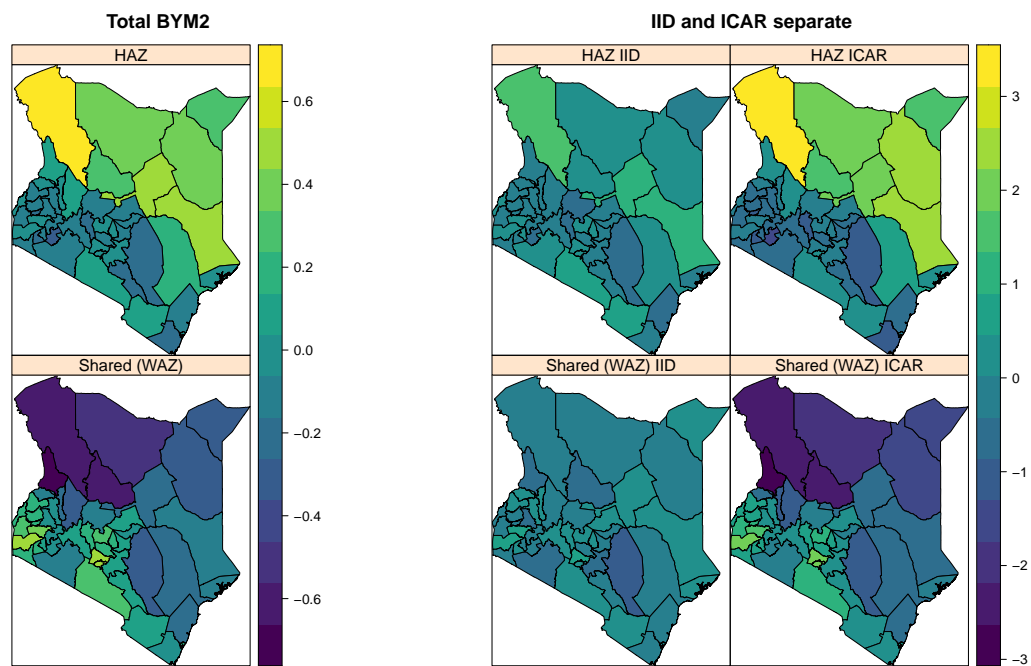 Total BYM2
HAZ
Shared (WAZ)
0.6
0.4
0.2
0.0
−0.2
−0.4
−0.6
IID and ICAR separate
HAZ IID
HAZ ICAR
Shared (WAZ) IID
Shared (WAZ) ICAR
3
2
1
0
−1
−2
−3